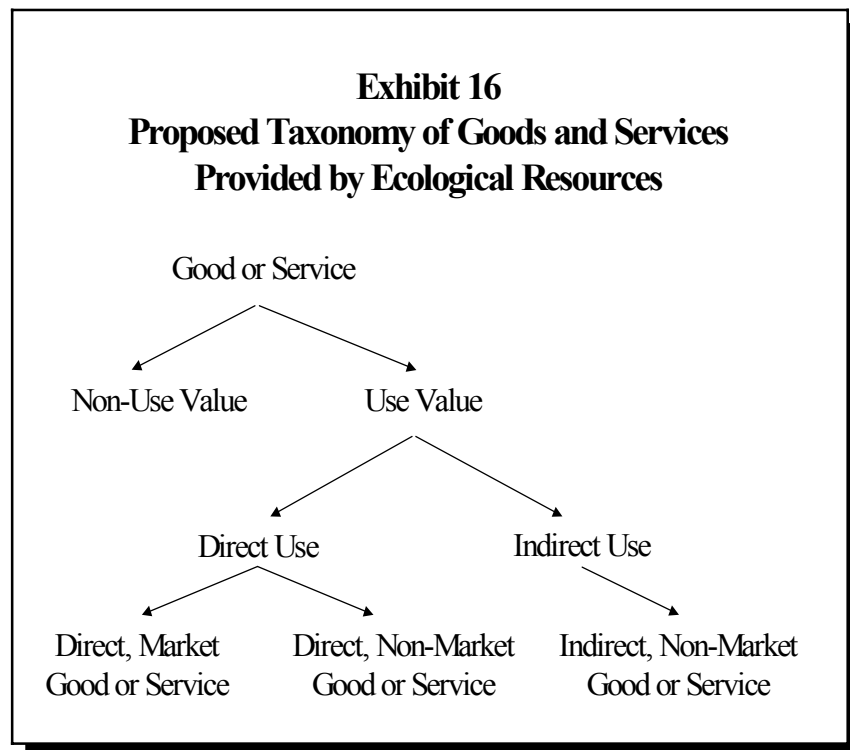 Exhibit 16
Proposed Taxonomy of Goods and Services
Provided by Ecological Resources
Good or Service
Non-Use Value
Use Value
Direct Use
Indirect Use
Direct, Market
Good or Service
Direct, Non-Market
Good or Service
Indirect, Non-Market
Good or Service